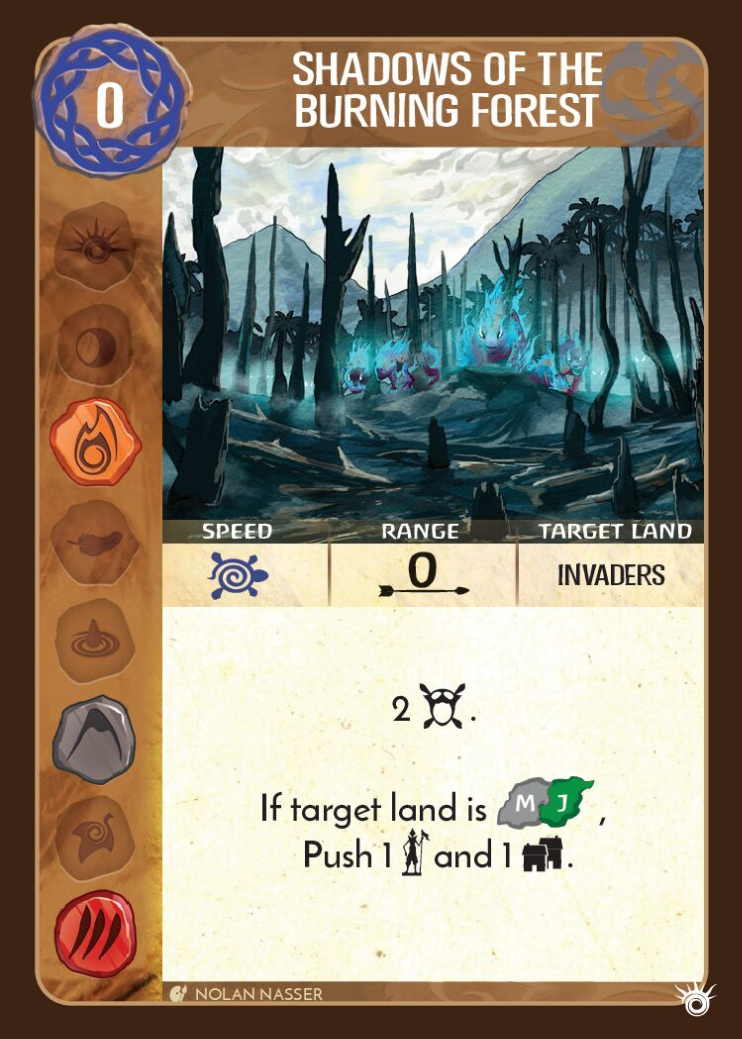 0
SHADOWS OF THE
BURNING FOREST
SPEED RANGE TARGET LAND
0 INVADERS
2 .
If target land is M J ,
Push 1 and 1 .
NOLAN NASSER